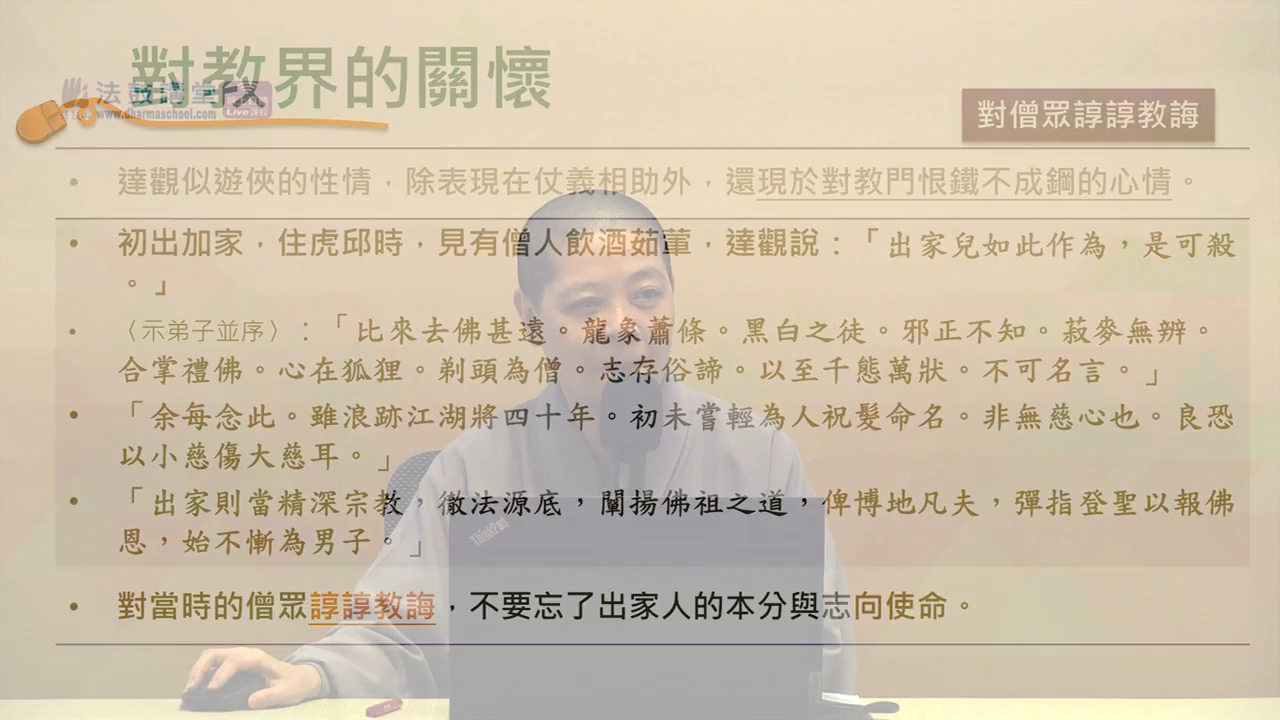 對教界的關懷
法鼓講堂
Live
www.dharmaschool.com
對僧眾諄諄教誨
• 達觀似遊俠的性情，除表現在仗義相助外，還現於對教門恨鐵不成鋼的心情。
• 初出加家，住虎邱時，見有僧人飲酒茹葷，達觀說：「出家兒如此作為，是可殺
。」
• 〈示弟子並序〉：「比來去佛甚遠。龍象蕭條。黑白之徒。邪正不知。菽麥無辨。
合掌禮佛。心在狐狸。剃頭為僧。志存俗諦。以至千態萬狀。不可名言。」
• 「余每念此。雖浪跡江湖將四十年。初未嘗輕為人祝髮命名。非無慈心也。良恐
以小慈傷大慈耳。」
• 「出家則當精深宗教，徹法源底，闡揚佛祖之道，俾博地凡夫，彈指登聖以報佛
恩，始不慚為男子。」
• 對當時的僧眾諄諄教誨，不要忘了出家人的本分與志向使命。
ThinkPad